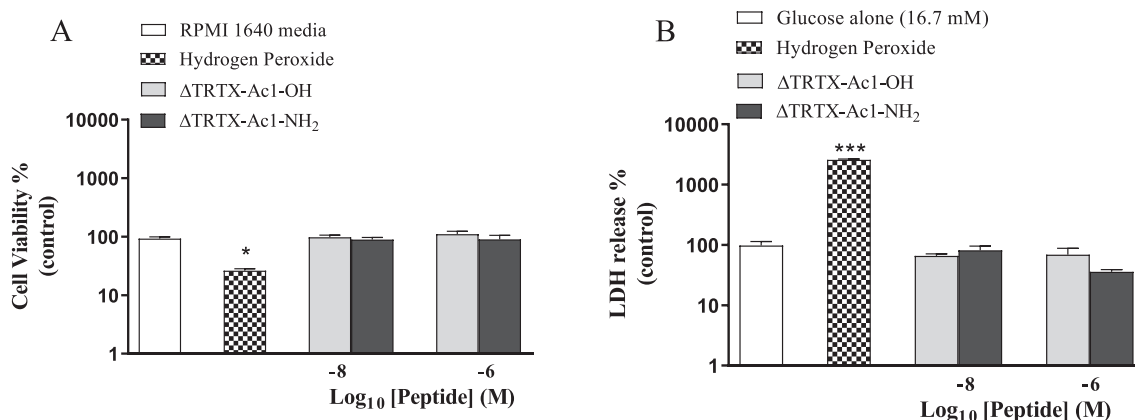 A
RPMI 1640 media
Hydrogen Peroxide
ΔTRTX-Ac1-OH
ΔTRTX-Ac1-NH₂
Cell Viability %
(control)
10000
1000
100
10
1
*
-8
-6
Log₁₀ [Peptide] (M)
B
Glucose alone (16.7 mM)
Hydrogen Peroxide
ΔTRTX-Ac1-OH
ΔTRTX-Ac1-NH₂
LDH release %
(control)
10000
1000
100
10
1
***
-8
-6
Log₁₀ [Peptide] (M)